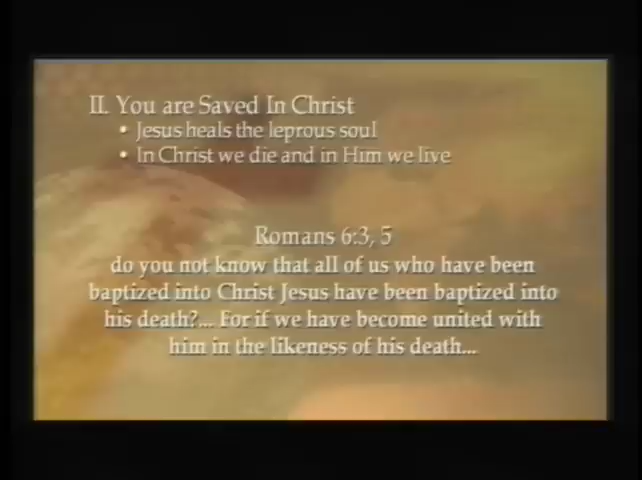 II. You are Saved In Christ
• Jesus heals the leprous soul
• In Christ we die and in Him we live
Romans 6:3, 5
do you not know that all of us who have been
baptized into Christ Jesus have been baptized into
his death?... For if we have become united with
him in the likeness of his death...